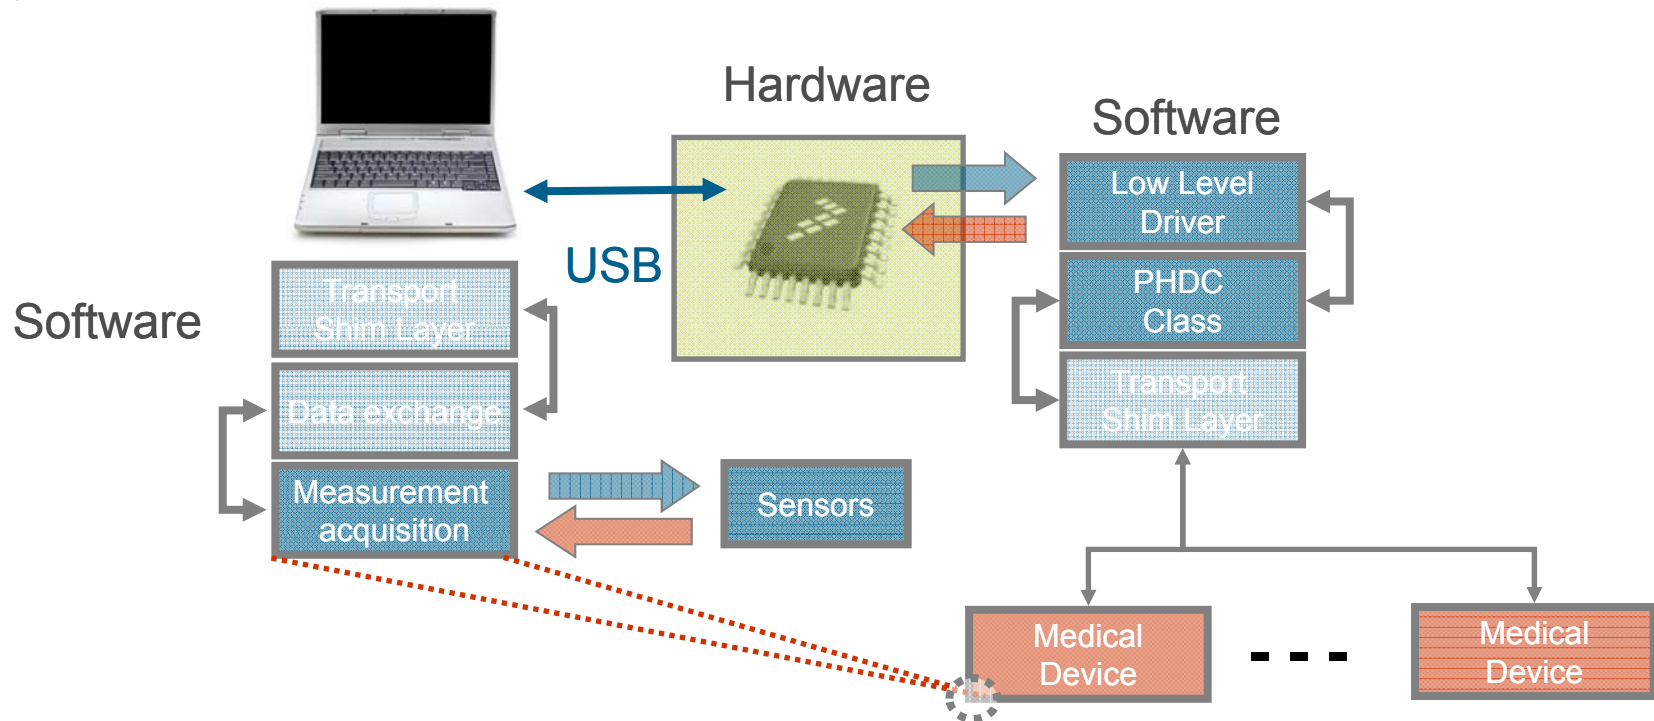 Hardware
Software
Low Level
Driver
USB
PHDC
Class
Transport
Shim Layer
Software
Transport
Shim Layer
Data exchange
Measurement
acquisition
Sensors
Medical
Device
Medical
Device